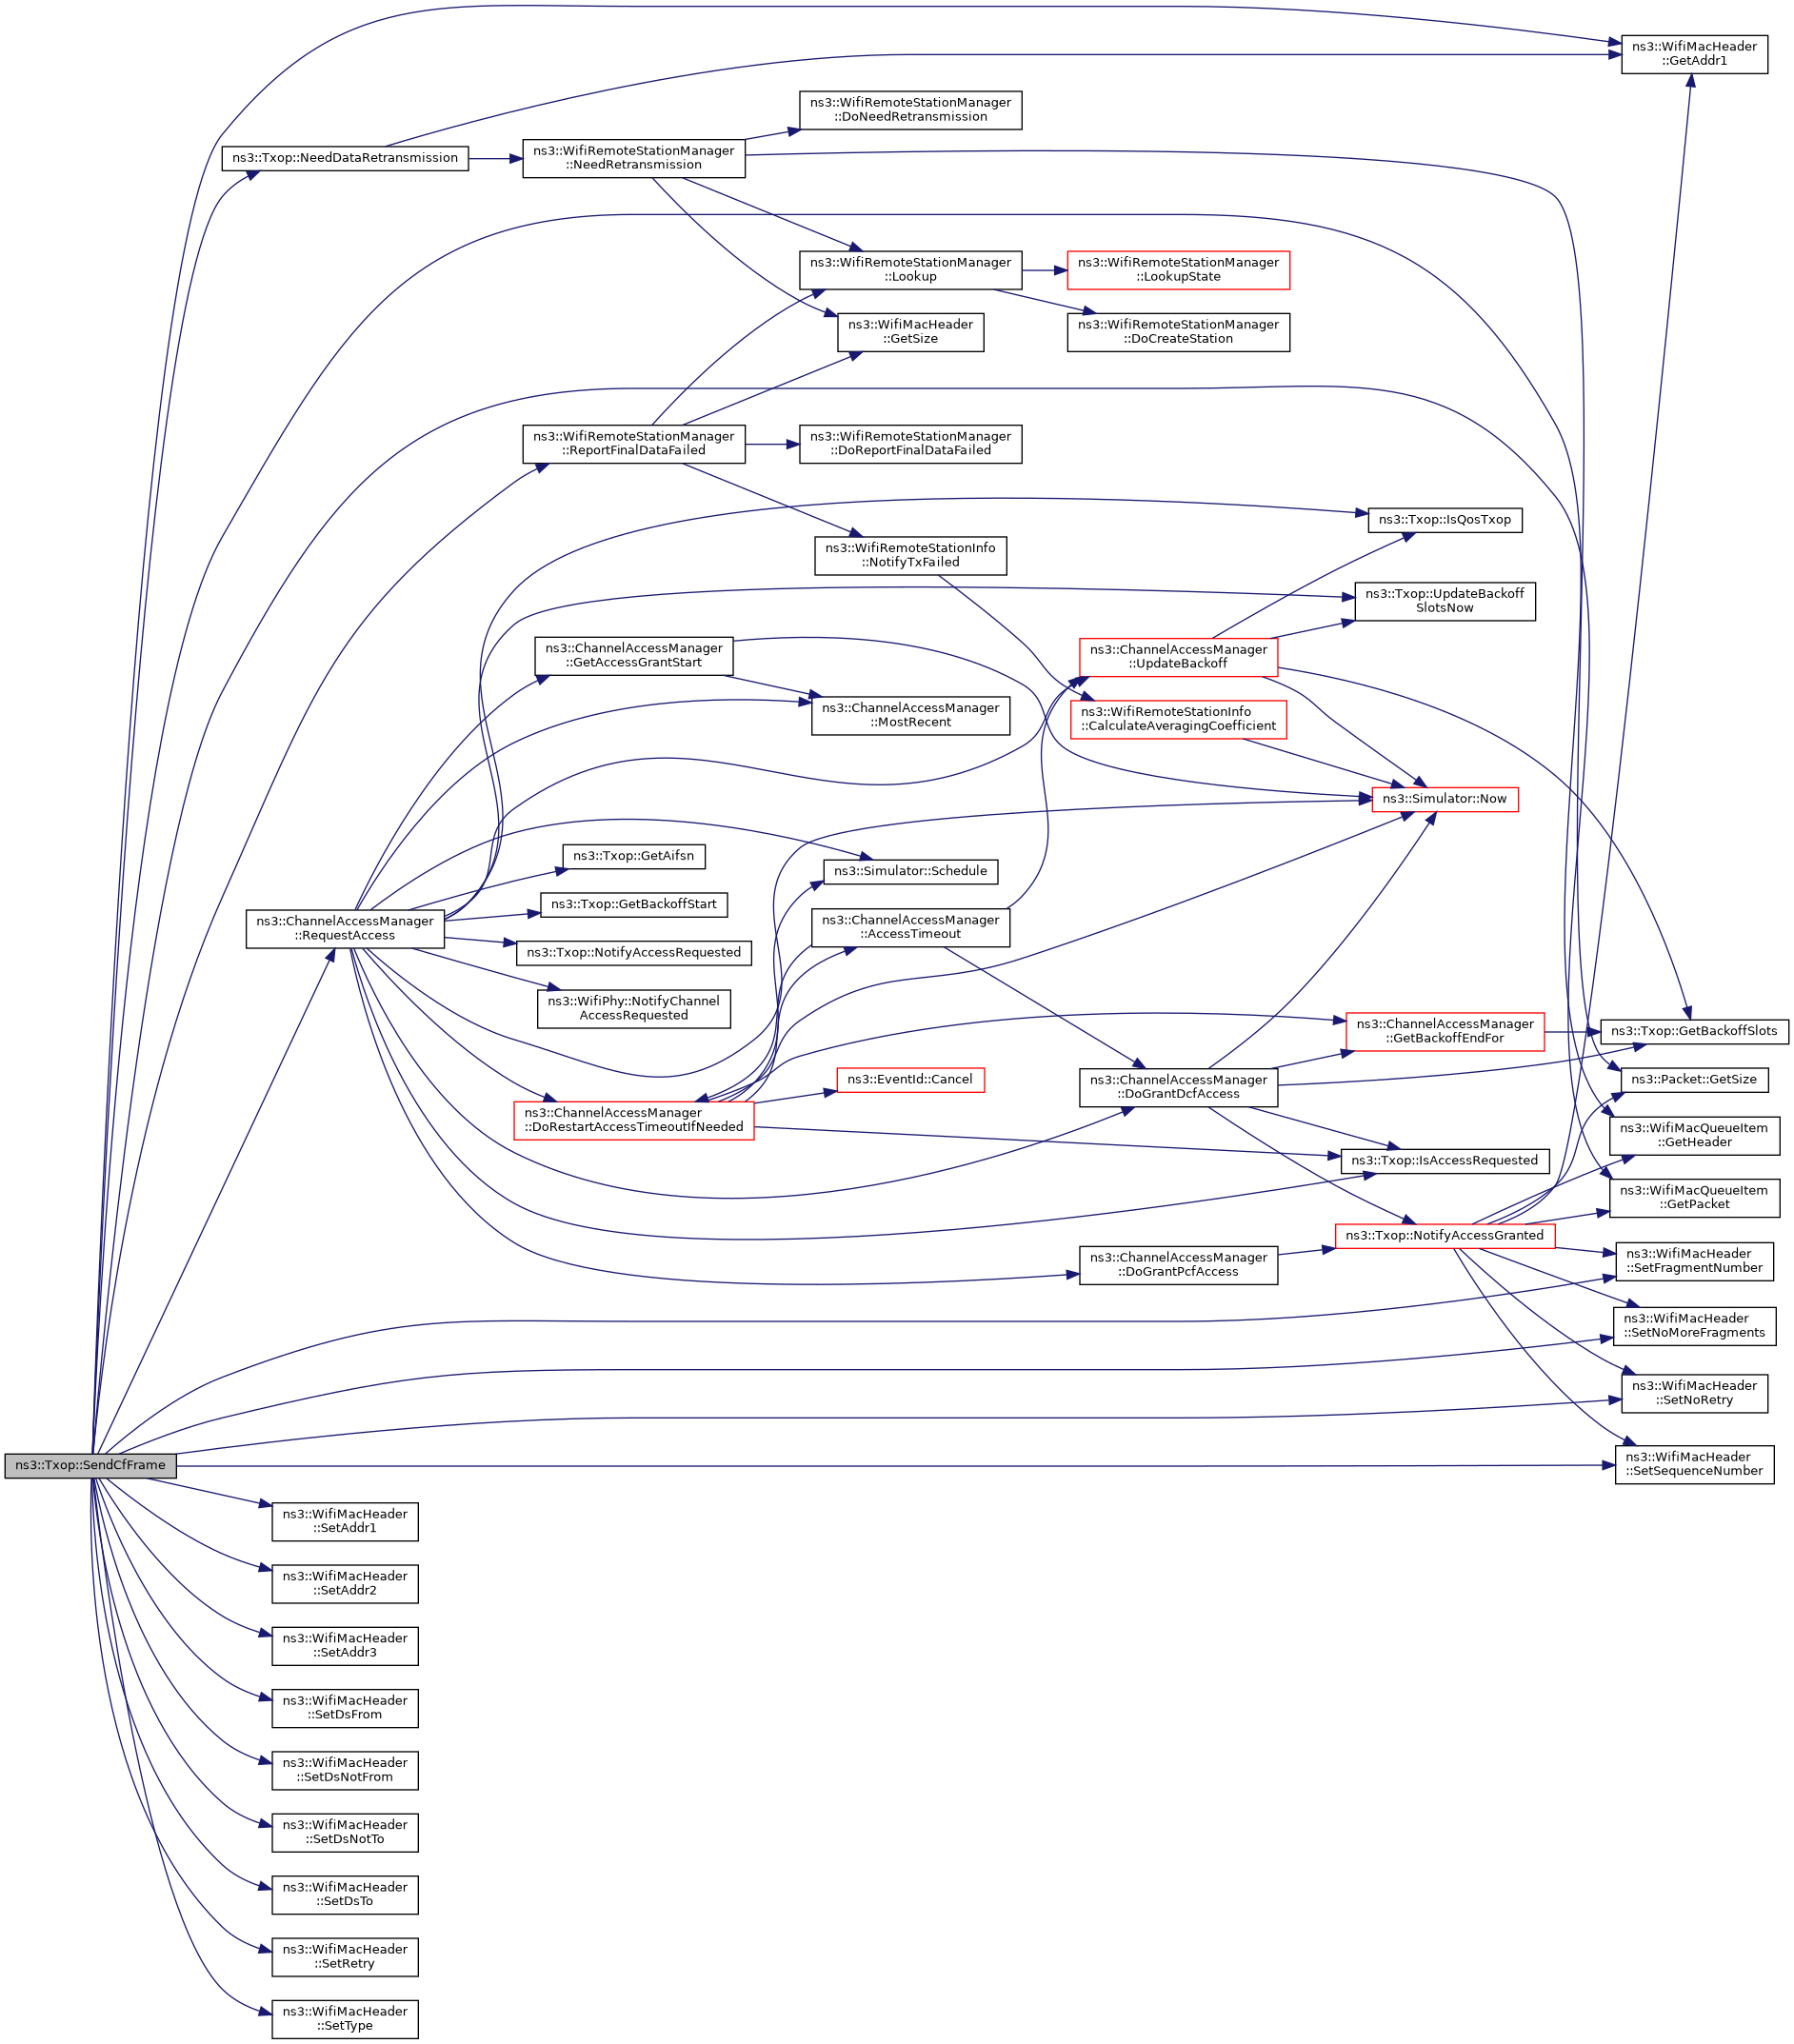 ns3::WifiMacHeader
::GetAddr1
ns3::WifiRemoteStationManager
::DoNeedRetransmission
ns3::Txop::NeedDataRetransmission
ns3::WifiRemoteStationManager
::NeedRetransmission
ns3::WifiRemoteStationManager
::Lookup
ns3::WifiRemoteStationManager
::LookupState
ns3::WifiMacHeader
::GetSize
ns3::WifiRemoteStationManager
::DoCreateStation
ns3::WifiRemoteStationManager
::ReportFinalDataFailed
ns3::WifiRemoteStationManager
::DoReportFinalDataFailed
ns3::Txop::IsQosTxop
ns3::WifiRemoteStationInfo
::NotifyTxFailed
ns3::Txop::UpdateBackoff
SlotsNow
ns3::ChannelAccessManager
::GetAccessGrantStart
ns3::ChannelAccessManager
::UpdateBackoff
ns3::ChannelAccessManager
::MostRecent
ns3::WifiRemoteStationInfo
::CalculateAveragingCoefficient
ns3::Simulator::Now
ns3::Txop::GetAifsn
ns3::Simulator::Schedule
ns3::Txop::GetBackoffStart
ns3::ChannelAccessManager
::RequestAccess
ns3::ChannelAccessManager
::AccessTimeout
ns3::Txop::NotifyAccessRequested
ns3::WifiPhy::NotifyChannel
AccessRequested
ns3::ChannelAccessManager
::GetBackoffEndFor
ns3::Txop::GetBackoffSlots
ns3::EventId::Cancel
ns3::ChannelAccessManager
::DoGrantDcfAccess
ns3::Packet::GetSize
ns3::ChannelAccessManager
::DoRestartAccessTimeoutIfNeeded
ns3::WifiMacQueueItem
::GetHeader
ns3::Txop::IsAccessRequested
ns3::WifiMacQueueItem
::GetPacket
ns3::Txop::NotifyAccessGranted
ns3::ChannelAccessManager
::DoGrantPcfAccess
ns3::WifiMacHeader
::SetFragmentNumber
ns3::WifiMacHeader
::SetNoMoreFragments
ns3::WifiMacHeader
::SetNoRetry
ns3::Txop::SendCfFrame
ns3::WifiMacHeader
::SetSequenceNumber
ns3::WifiMacHeader
::SetAddr1
ns3::WifiMacHeader
::SetAddr2
ns3::WifiMacHeader
::SetAddr3
ns3::WifiMacHeader
::SetDsFrom
ns3::WifiMacHeader
::SetDsNotFrom
ns3::WifiMacHeader
::SetDsNotTo
ns3::WifiMacHeader
::SetDsTo
ns3::WifiMacHeader
::SetRetry
ns3::WifiMacHeader
::SetType